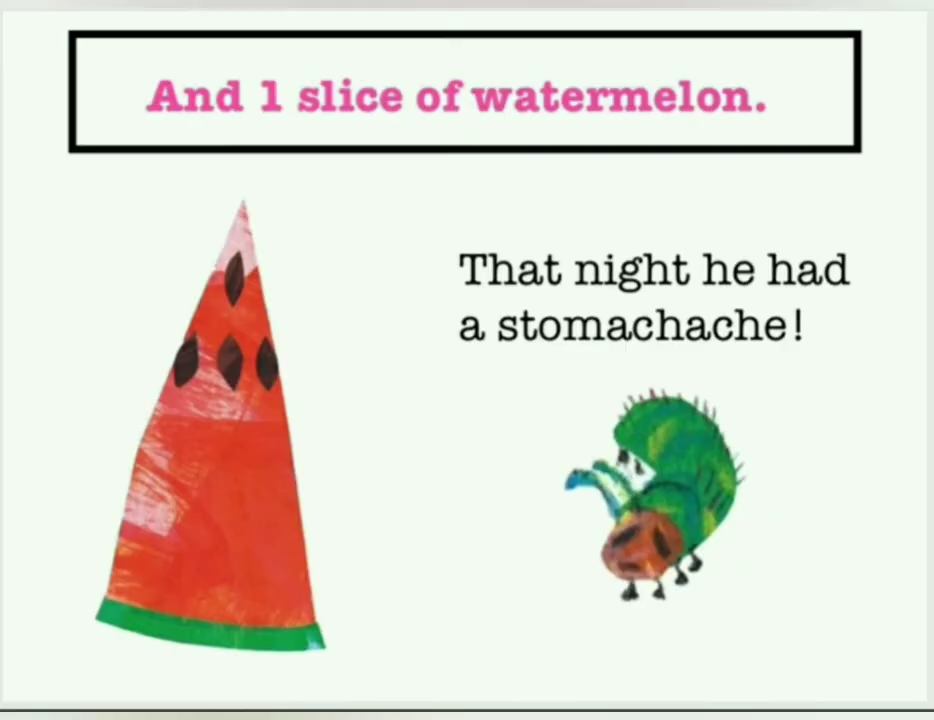 And 1 slice of watermelon.
That night he had
a stomachache!